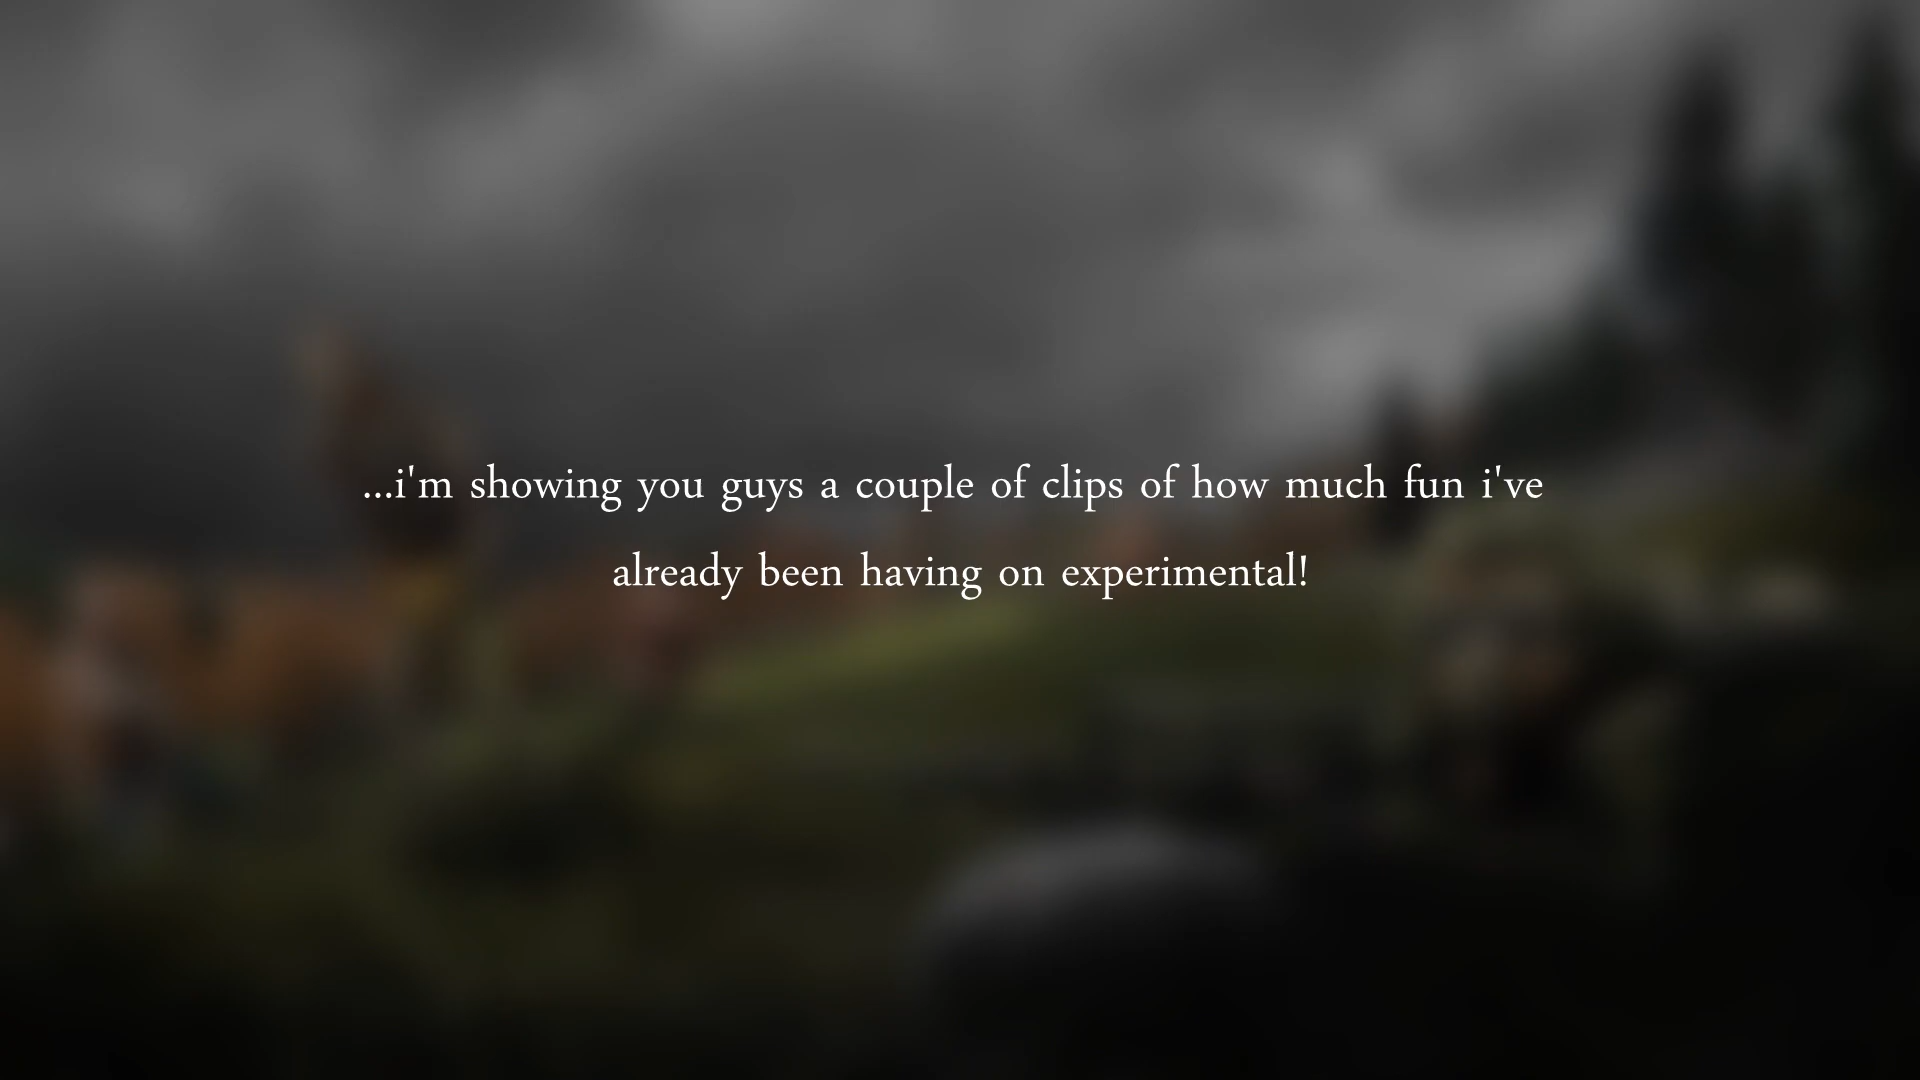 ...i'm showing you guys a couple of clips of how much fun i've
already been having on experimental!